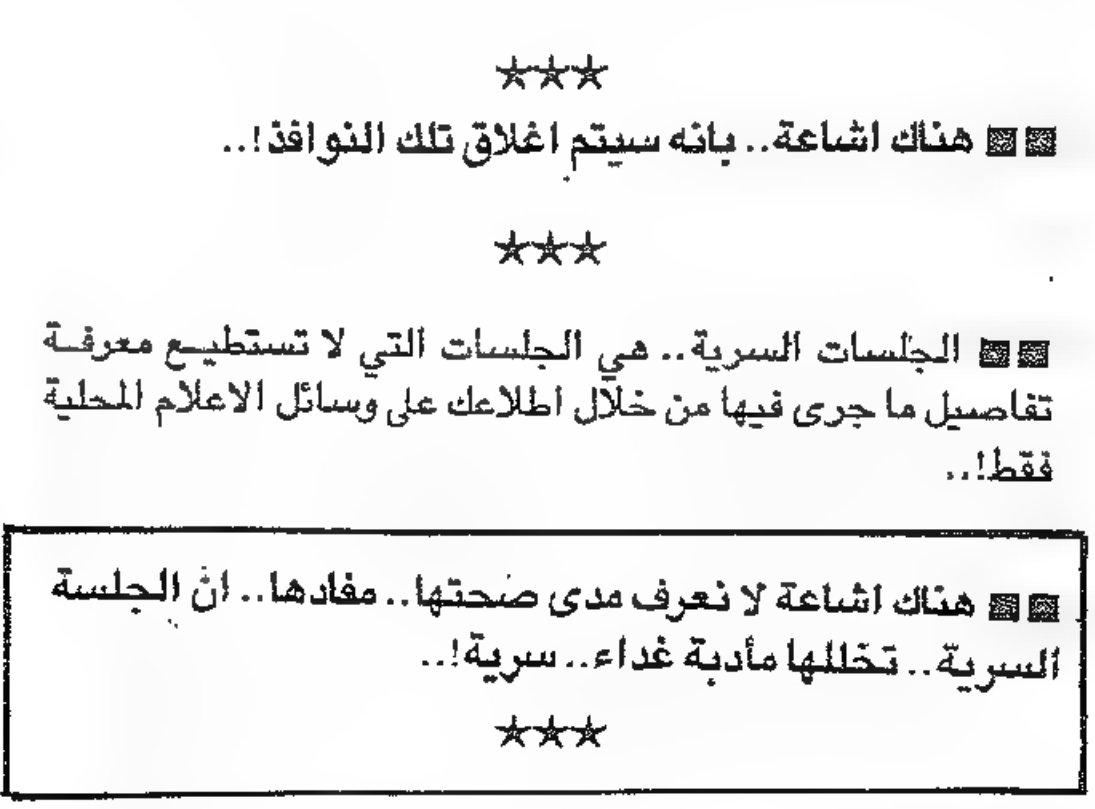 ★★★
▩▩ هناك اشاعة.. بانه سيتم اغلاق تلك النوافذ!..
★★★
▩▩ الجلسات السرية.. هي الجلسات التي لا تستطيع معرفة
تفاصيل ما جرى فيها من خلال اطلاعك على وسائل الاعلام المحلية
فقط!..
▩▩ هناك اشاعة لا نعرف مدى صحتها.. مفادها.. ان الجلسة
السرية.. تخللها مأدبة غداء.. سرية!..
★★★